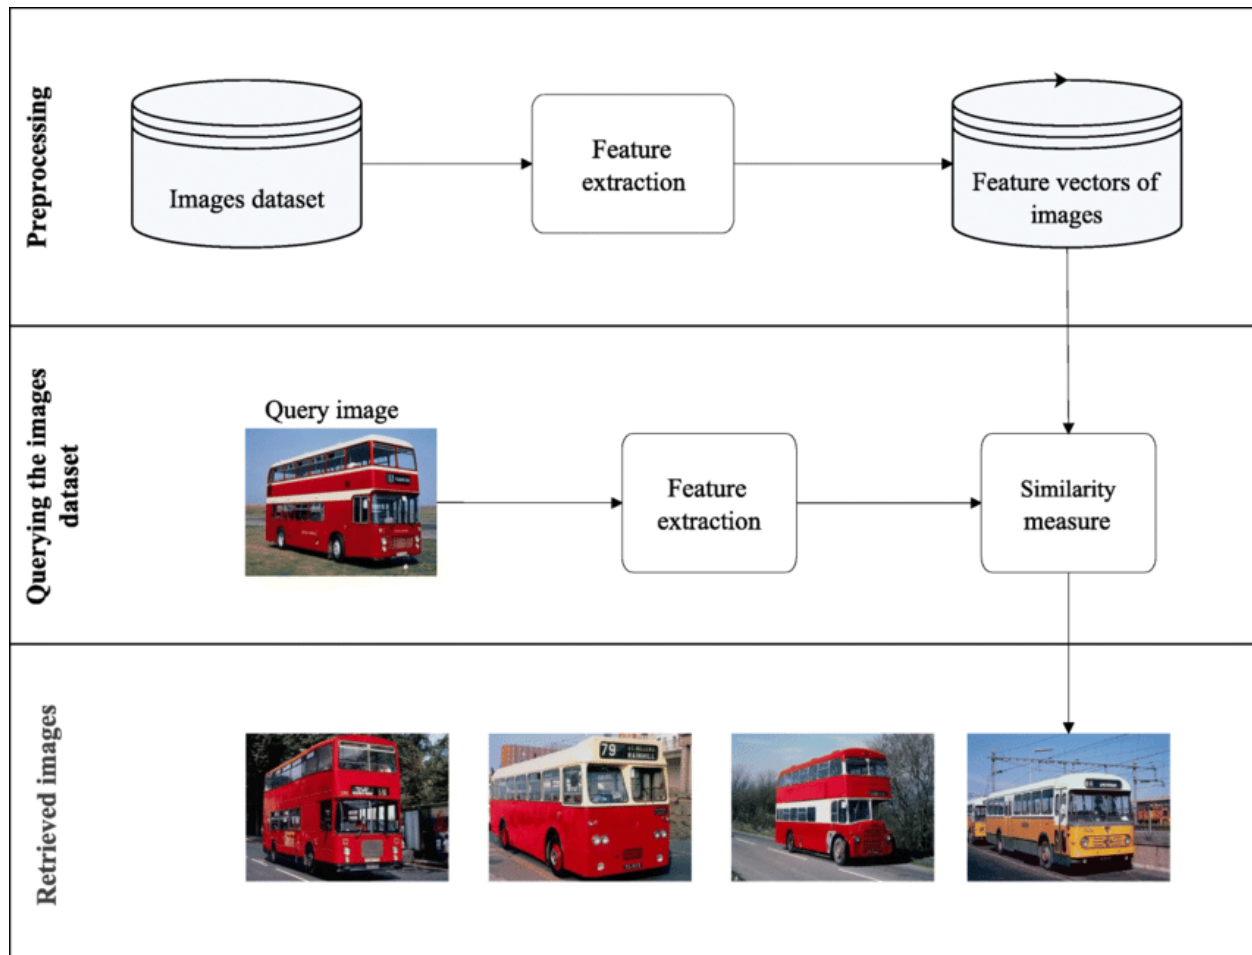 Preprocessing
Images dataset
Feature
extraction
Feature vectors of
images
Querying the images
dataset
Query image
Feature
extraction
Similarity
measure
Retrieved images
79
RAINHILL